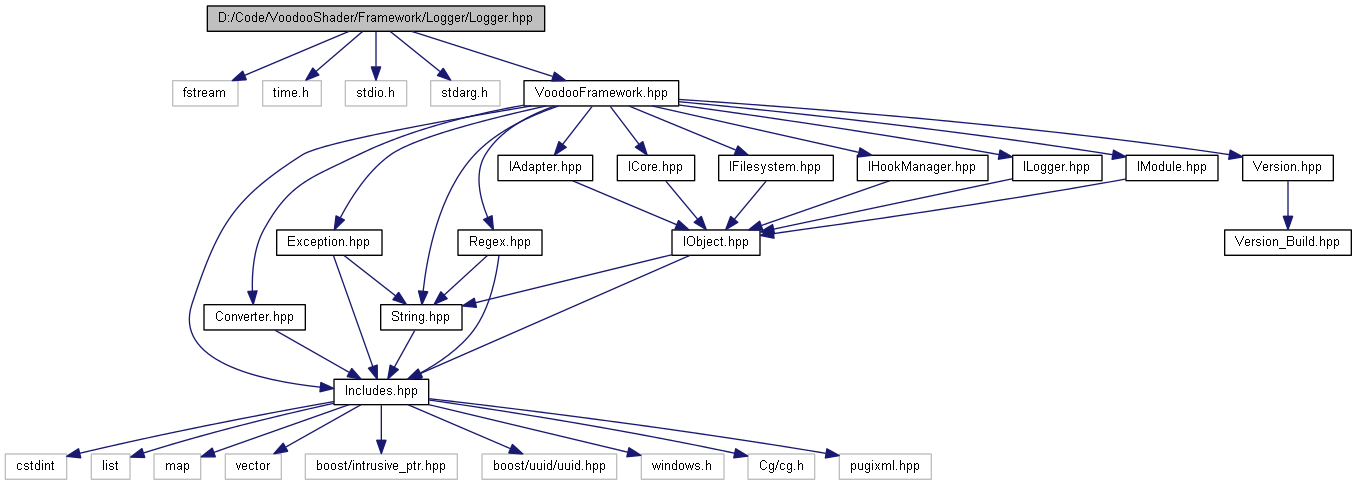 D:/Code/VoodooShader/Framework/Logger/Logger.hpp
fstream
time.h
stdio.h
stdarg.h
VoodooFramework.hpp
IAdapter.hpp
ICore.hpp
IFilesystem.hpp
IHookManager.hpp
ILogger.hpp
IModule.hpp
Version.hpp
Exception.hpp
Regex.hpp
IObject.hpp
Version_Build.hpp
Converter.hpp
String.hpp
Includes.hpp
cstdint
list
map
vector
boost/intrusive_ptr.hpp
boost/uuid/uuid.hpp
windows.h
Cg/cg.h
pugixml.hpp